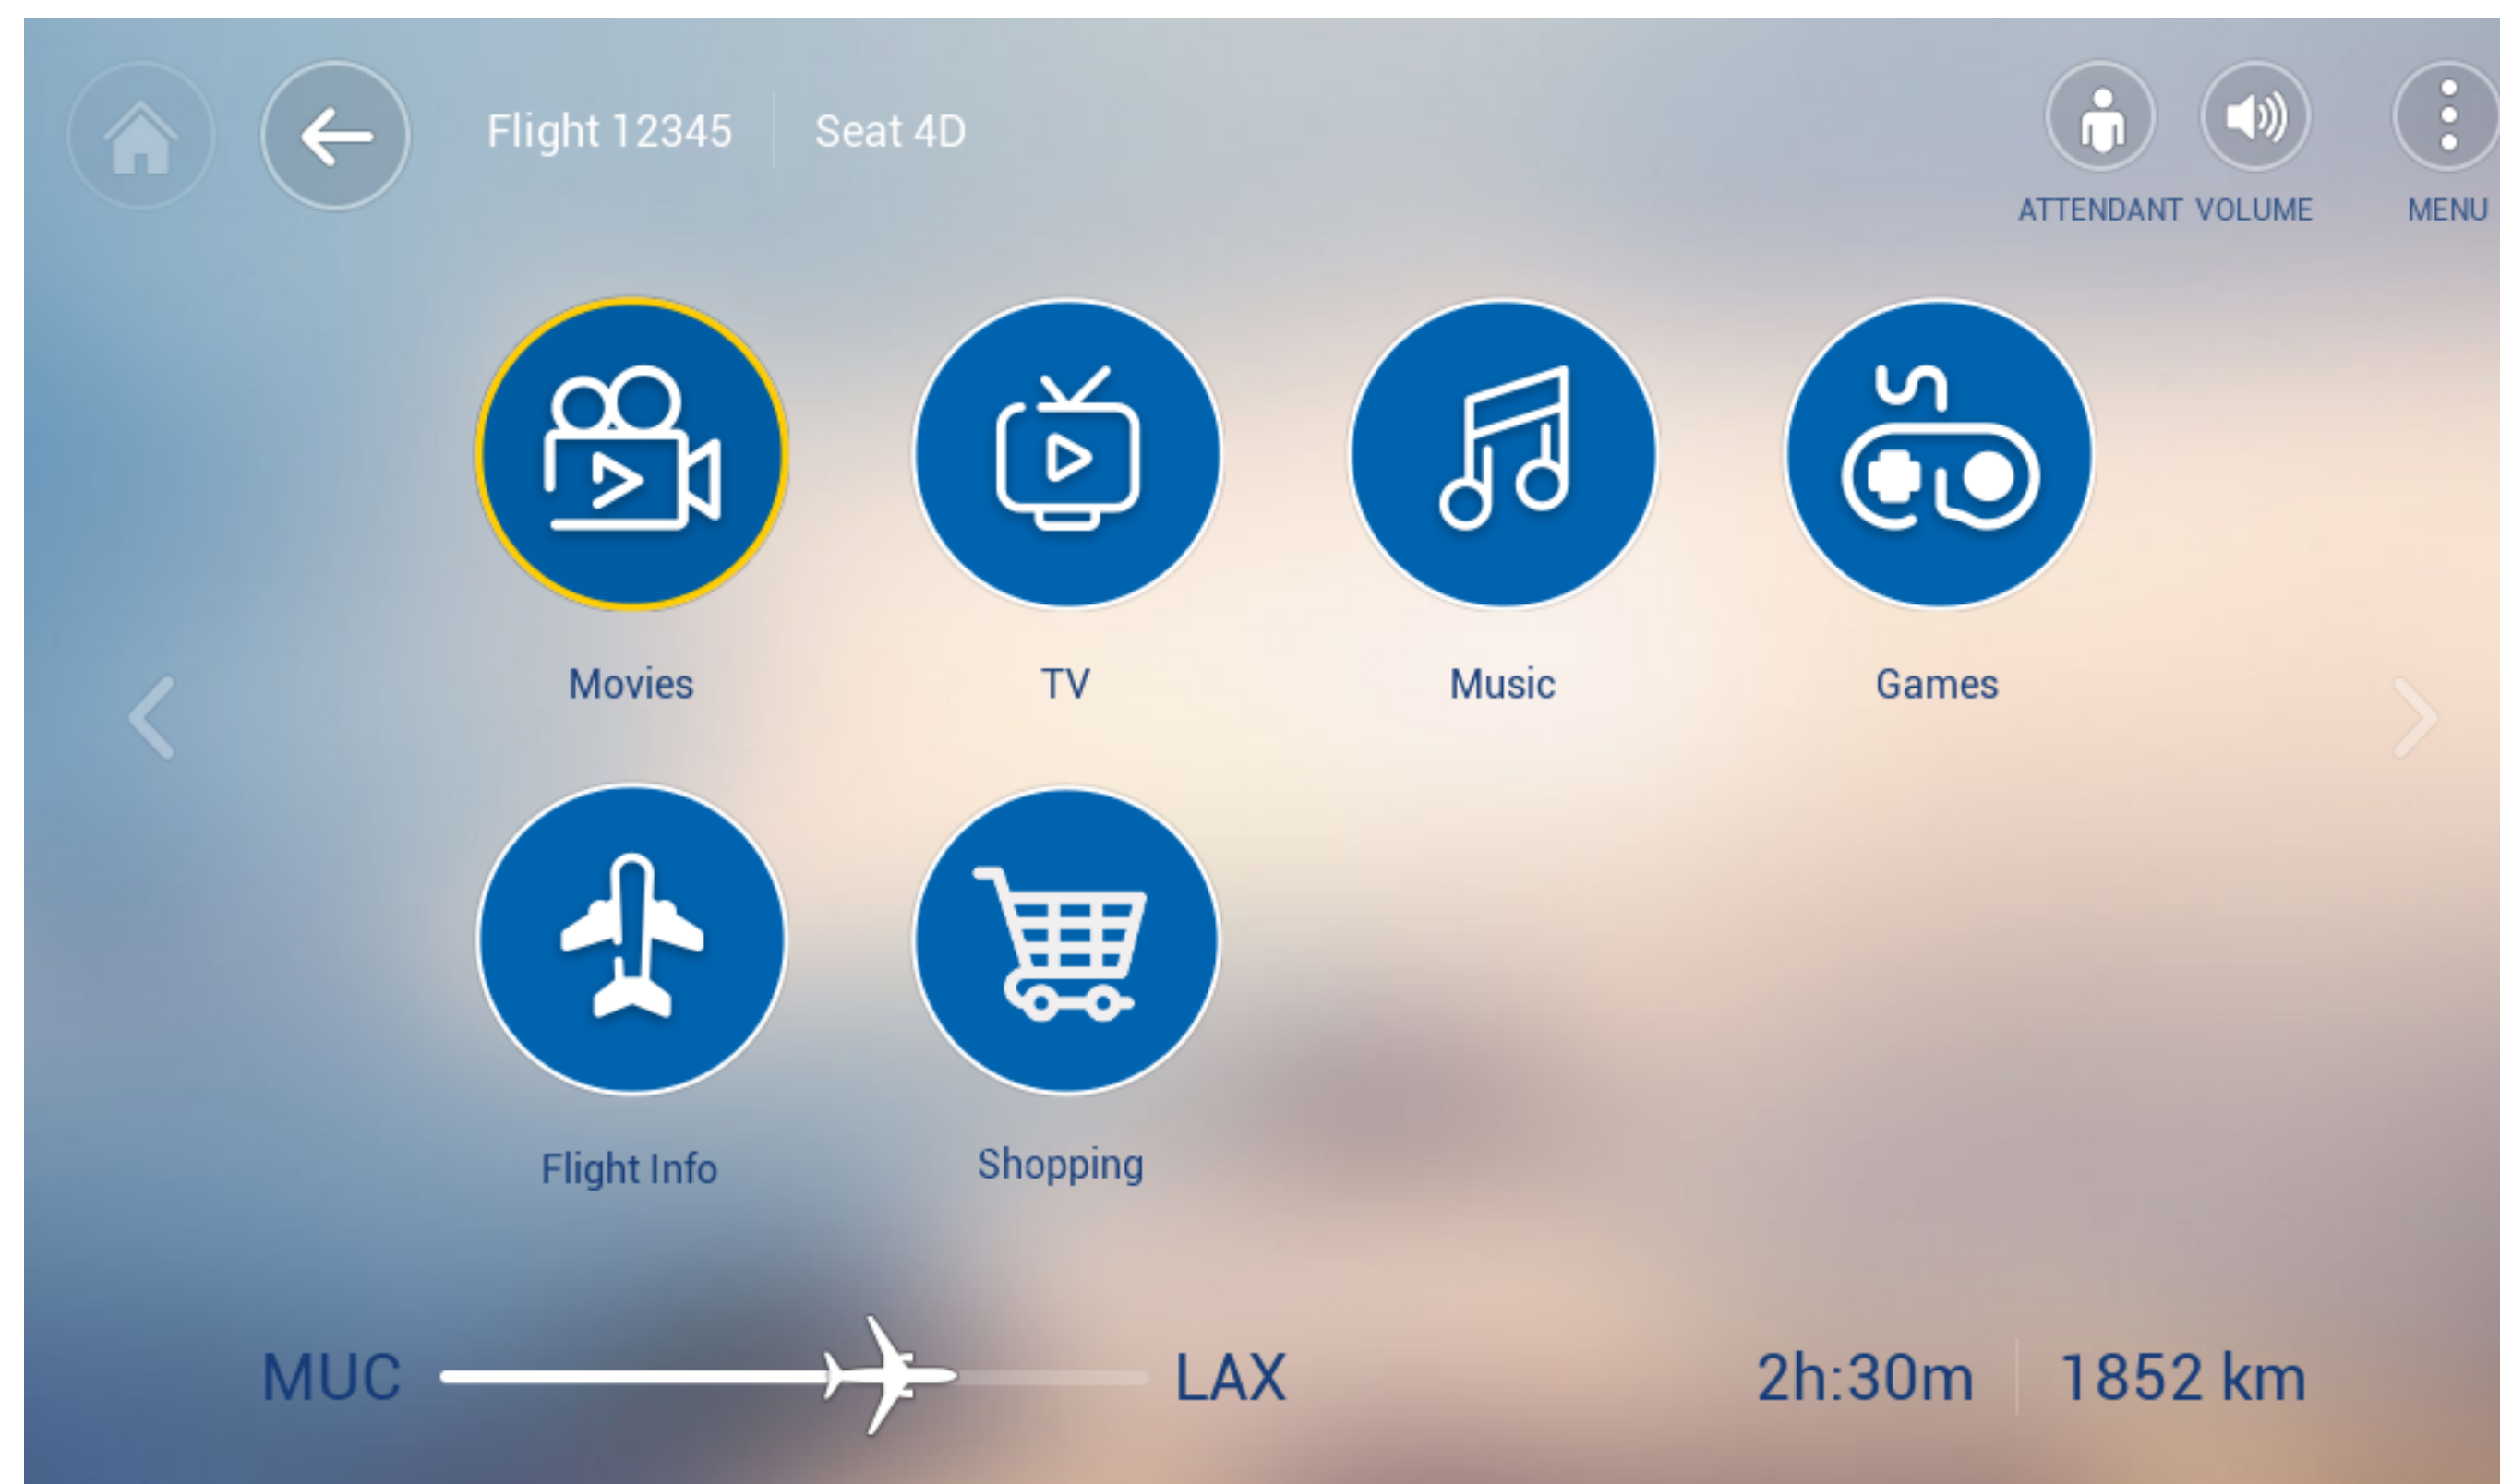 Flight 12345 Seat 4D
ATTENDANT VOLUME MENU
Movies TV Music Games
Flight Info Shopping
MUC LAX 2h:30m 1852 km